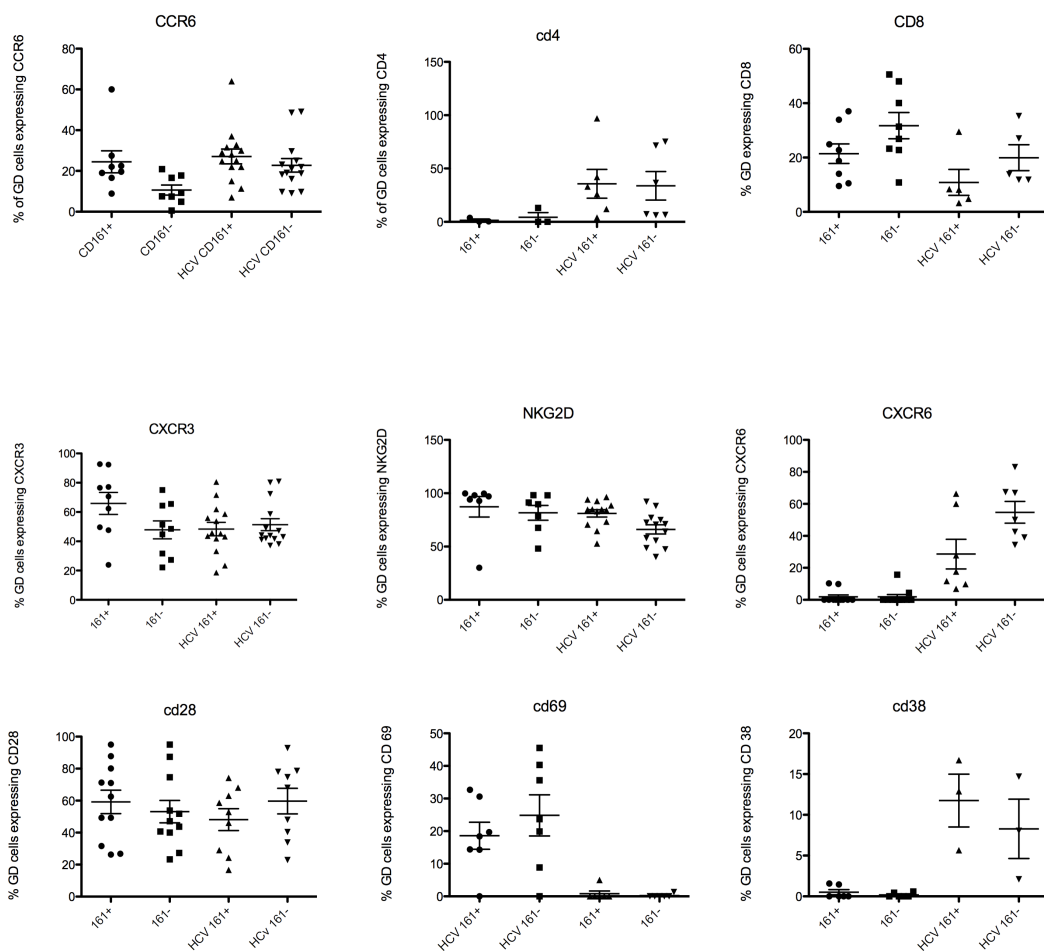 CCR6
% of GD cells expressing CCR6
80
60
40
20
0
CD161+
CD161-
HCV CD161+
HCV CD161-
cd4
% of GD cells expressing CD4
150
100
50
0
161+
161-
HCV 161+
HCV 161-
CD8
% GD expressing CD8
60
40
20
0
161+
161-
HCV 161+
HCV 161-
CXCR3
% GD cells expressing CXCR3
100
80
60
40
20
0
161+
161-
HCV 161+
HCV 161-
NKG2D
% GD cells expressing NKG2D
150
100
50
0
161+
161-
HCV 161+
HCV 161-
CXCR6
% GD cells expressing CXCR6
100
80
60
40
20
0
161+
161-
HCV 161+
HCV 161-
cd28
% GD cells expressing CD28
100
80
60
40
20
0
161+
161-
HCV 161+
HCv 161-
cd69
% GD cells expressing CD 69
50
40
30
20
10
0
HCV 161+
HCV 161-
161+
161-
cd38
% GD cells expressing CD 38
20
15
10
5
0
161+
161-
HCV 161+
HCV 161-